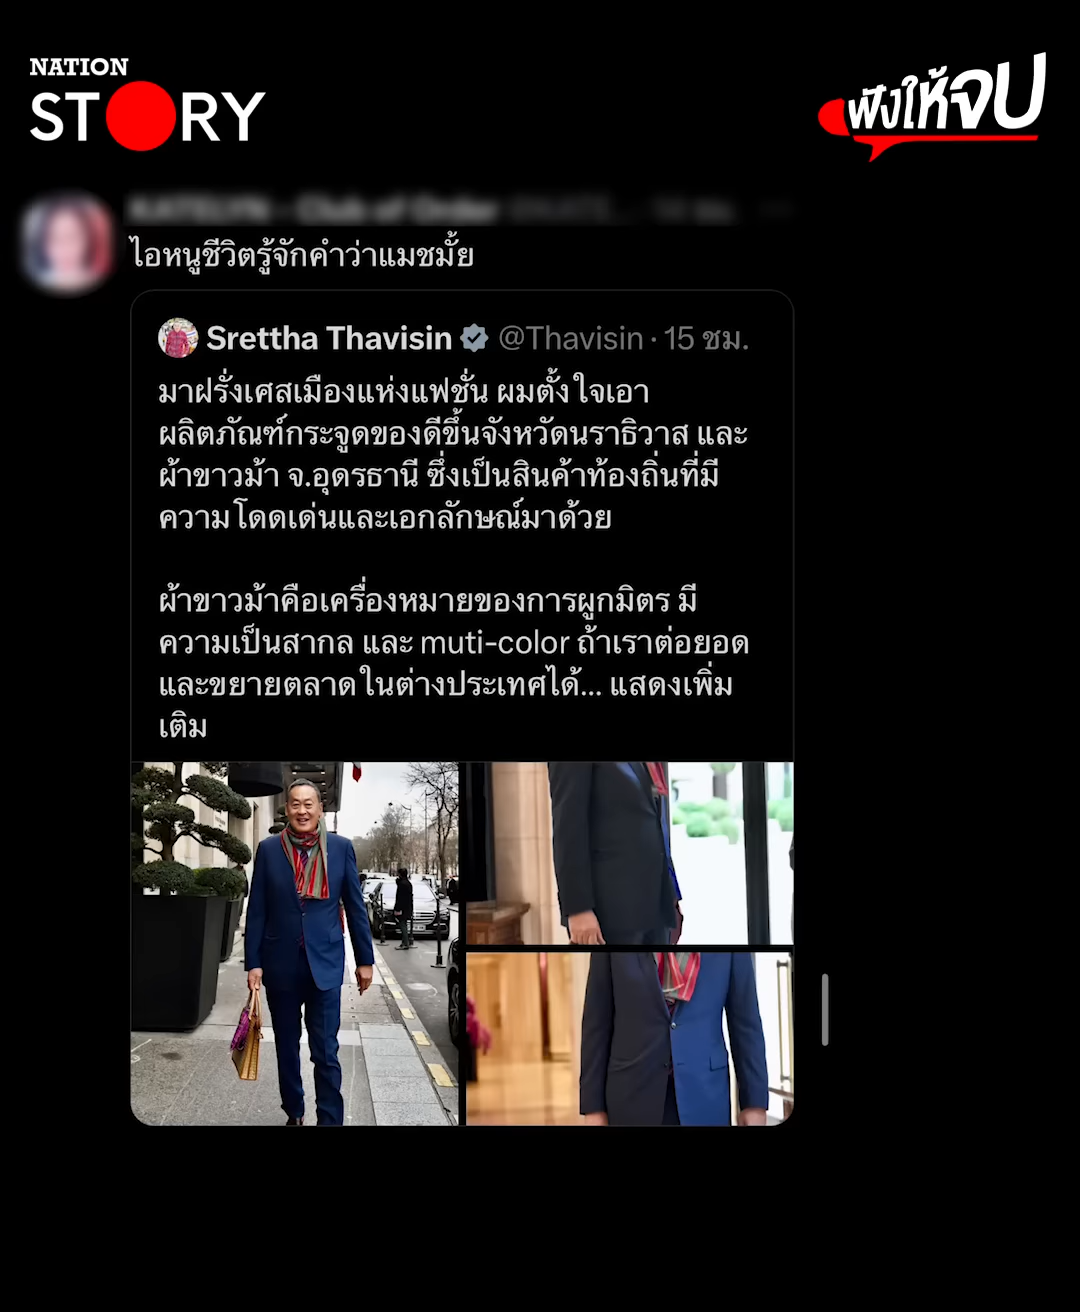 NATION
STORY
ฟังให้จบ
ไอหนูชีวิตรู้จักคำว่าแมชมั้ย
Srettha Thavisin @Thavisin · 15 ชม.
มาฝรั่งเศสเมืองแห่งแฟชั่น ผมตั้งใจเอา
ผลิตภัณฑ์กระจูดของดีขึ้นจังหวัดนราธิวาส และ
ผ้าขาวม้า จ.อุดรธานี ซึ่งเป็นสินค้าท้องถิ่นที่มี
ความโดดเด่นและเอกลักษณ์มาด้วย
ผ้าขาวม้าคือเครื่องหมายของการผูกมิตร มี
ความเป็นสากล และ muti-color ถ้าเราต่อยอด
และขยายตลาดในต่างประเทศได้... แสดงเพิ่ม
เติม